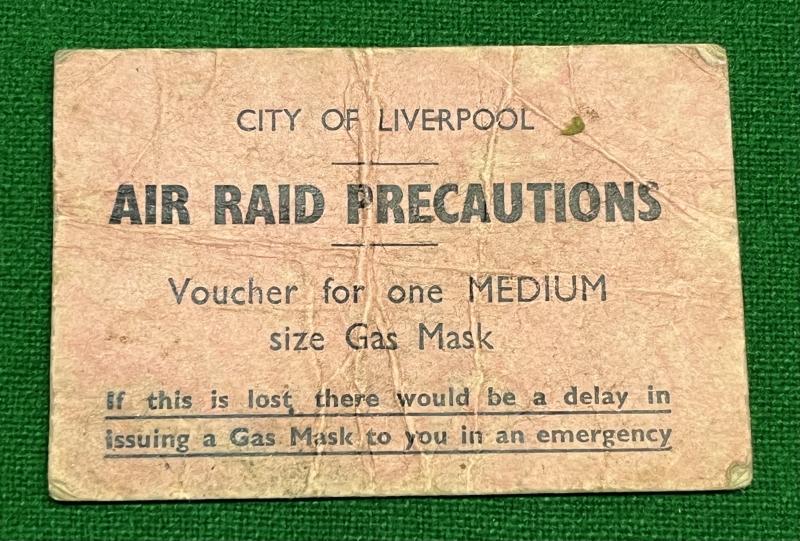 CITY OF LIVERPOOL
AIR RAID PRECAUTIONS
Voucher for one MEDIUM
size Gas Mask
If this is lost, there would be a delay in
issuing a Gas Mask to you in an emergency